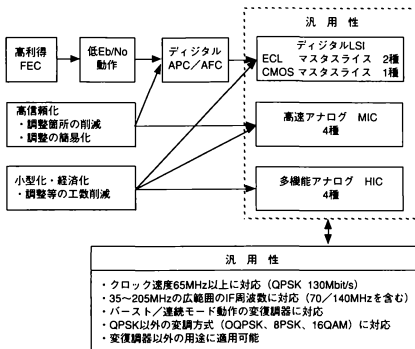 汎用性
高利得
FEC
低Eb/No
動作
ディジタル
APC／AFC
ディジタルLSI
ECL マスタスライス 2種
CMOS マスタスライス 1種
高信頼化
・調整箇所の削減
・調整の簡易化
高速アナログ MIC
4種
小型化・経済化
・調整等の工数削減
多機能アナログ HIC
4種
汎用性
・クロック速度65MHz以上に対応（QPSK 130Mbit/s）
・35～205MHzの広範囲のIF周波数に対応（70／140MHzを含む）
・バースト／連続モード動作の変復調器に対応
・QPSK以外の変調方式（OQPSK、8PSK、16QAM）に対応
・変復調器以外の用途に適用可能